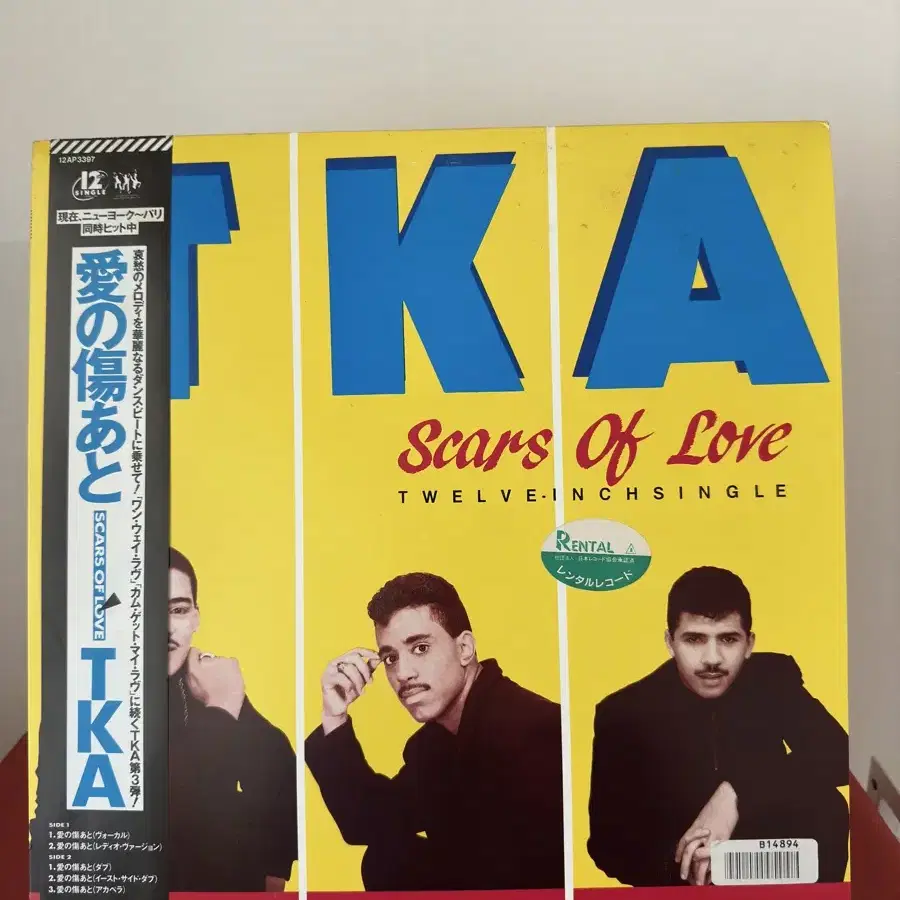 12AP3397
12
SINGLE
現在、ニューヨーク〜パリ
同時ヒット中
哀愁のメロディを華麗なるダンス・ビートに乗せて!「ワン・ウェイ・ラヴ」「カム・ゲット・マイ・ラヴ」に続くTKA第3弾!
愛の傷あと
SCARS OF LOVE
TKA
SIDE 1
1.愛の傷あと(ヴォーカル)
2.愛の傷あと(レディオ・ヴァージョン)
SIDE 2
1.愛の傷あと(ダブ)
2.愛の傷あと(イースト・サイド・ダブ)
3.愛の傷あと(アカペラ)
TKA
Scars Of Love
TWELVE-INCHSINGLE
RENTAL
レンタルレコード
B14894